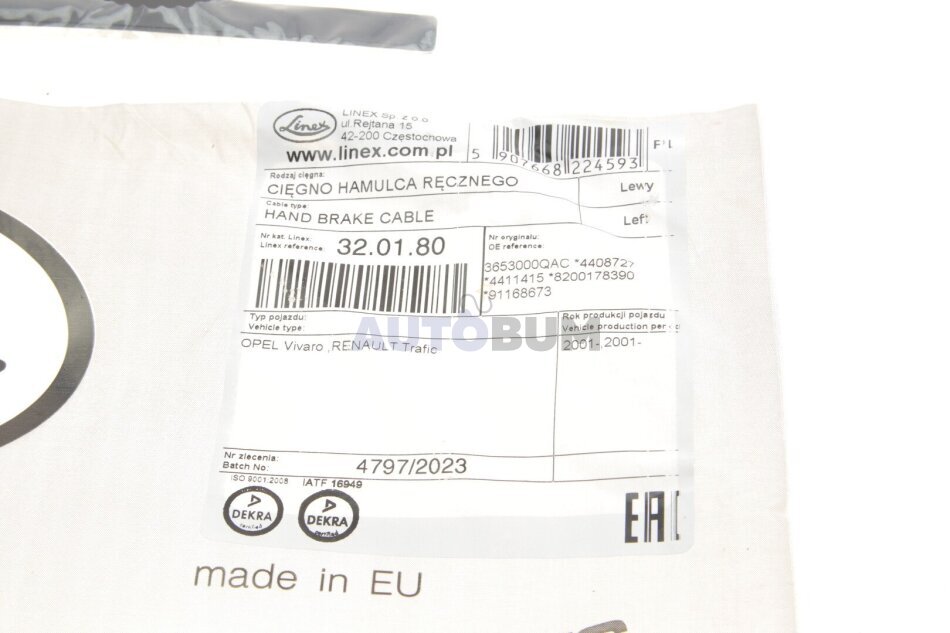 Linex
LINEX Sp. z o.o.
ul.Rejtana 15
42-200 Częstochowa
www.linex.com.pl
5 907668 224593
Rodzaj cięgna:
CIĘGNO HAMULCA RĘCZNEGO
Lewy
Cable type:
HAND BRAKE CABLE
Left
Nr kat. Linex:
Linex reference:
32.01.80
Nr oryginału:
OE reference:
3653000QAC *440872
*4411415 *8200178390
*91168673
Typ pojazdu:
Vehicle type:
Rok produkcji pojazdu
Vehicle production per
AUTOBUM
OPEL Vivaro ,RENAULT Trafic
2001-,2001-
Nr zlecenia:
Batch No:
4797/2023
ISO 9001:2008
IATF 16949
DEKRA
certified
DEKRA
certified
EAC
made in EU